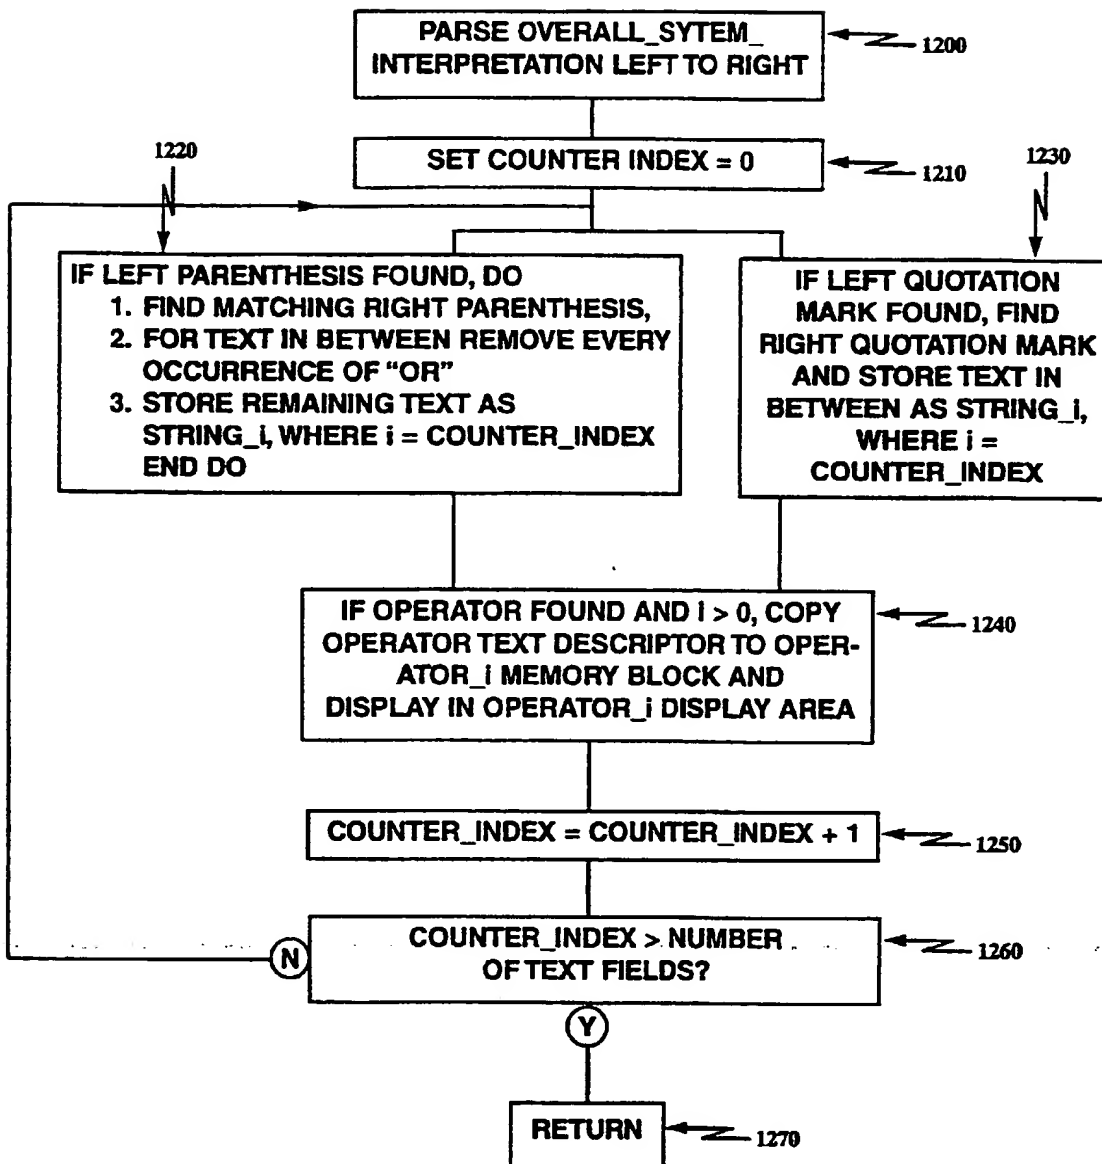 PARSE OVERALL_SYTEM_
INTERPRETATION LEFT TO RIGHT
1200
SET COUNTER INDEX = 0
1210
1220
1230
IF LEFT PARENTHESIS FOUND, DO
1. FIND MATCHING RIGHT PARENTHESIS,
2. FOR TEXT IN BETWEEN REMOVE EVERY
OCCURRENCE OF "OR"
3. STORE REMAINING TEXT AS
STRING_i, WHERE i = COUNTER_INDEX
END DO
IF LEFT QUOTATION
MARK FOUND, FIND
RIGHT QUOTATION MARK
AND STORE TEXT IN
BETWEEN AS STRING_i,
WHERE i =
COUNTER_INDEX
IF OPERATOR FOUND AND I > 0, COPY
OPERATOR TEXT DESCRIPTOR TO OPER-
ATOR_i MEMORY BLOCK AND
DISPLAY IN OPERATOR_i DISPLAY AREA
1240
COUNTER_INDEX = COUNTER_INDEX + 1
1250
COUNTER_INDEX > NUMBER
OF TEXT FIELDS?
1260
N
Y
RETURN
1270